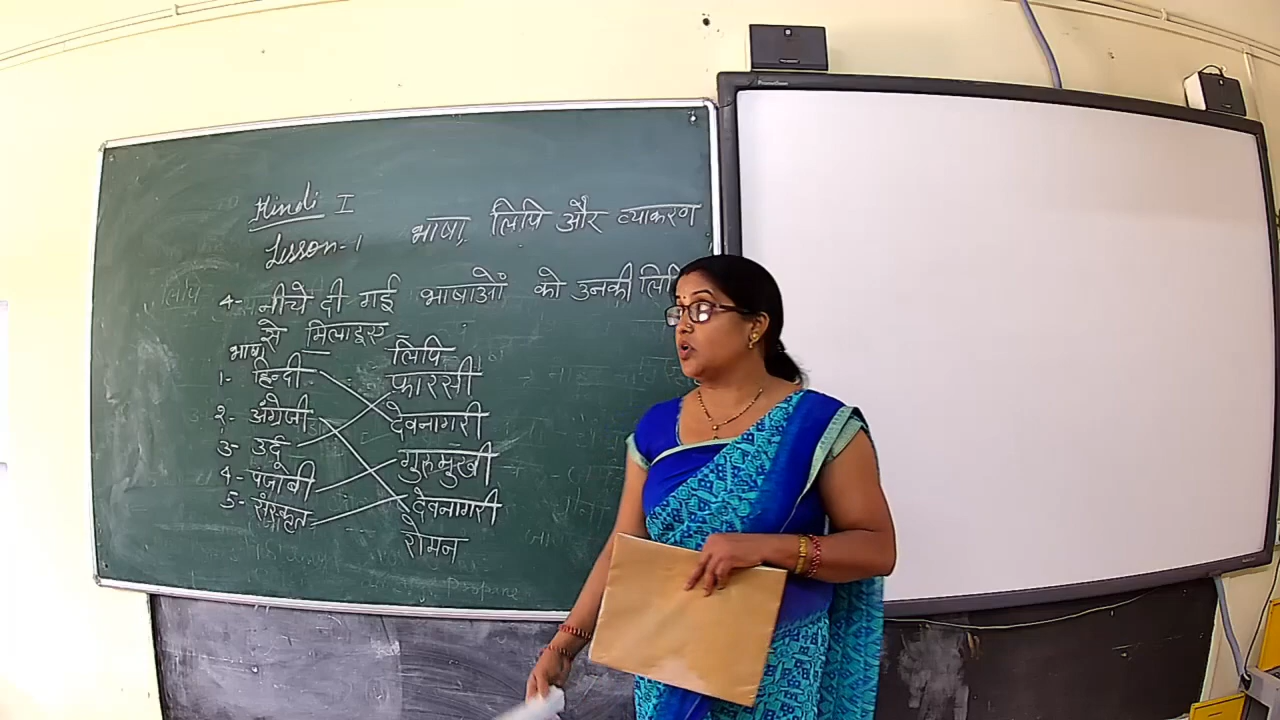 Hindi I
Lesson-1 भाषा, लिपि और व्याकरण
4- नीचे दी गई भाषाओं को उनकी लिपि
से मिलाइए
भाषा लिपि
1- हिन्दी फारसी
२- अंग्रेजी देवनागरी
3- उर्दू गुरुमुखी
4- पंजाबी देवनागरी
5- संस्कृत रोमन